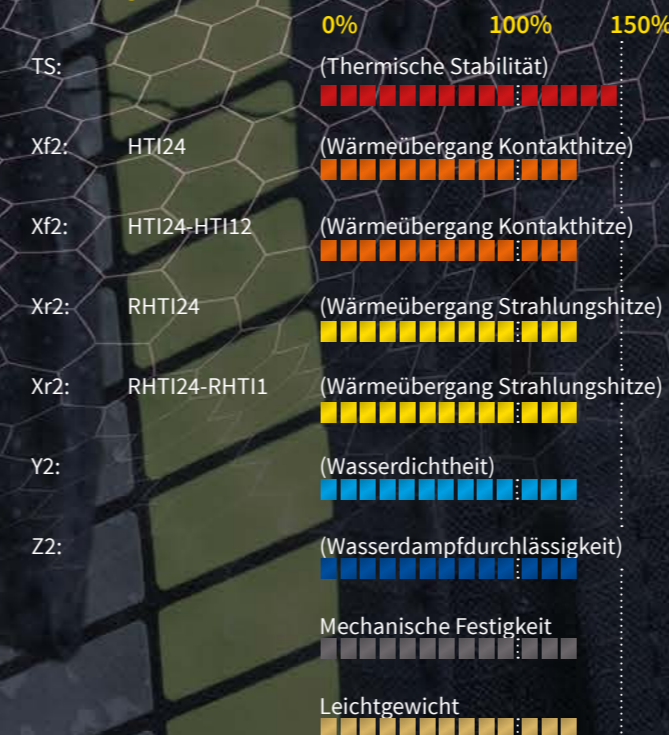 0% 100% 150%
TS: (Thermische Stabilität)
Xf2: HTI24 (Wärmeübergang Kontakthitze)
Xf2: HTI24-HTI12 (Wärmeübergang Kontakthitze)
Xr2: RHTI24 (Wärmeübergang Strahlungshitze)
Xr2: RHTI24-RHTI1 (Wärmeübergang Strahlungshitze)
Y2: (Wasserdichtheit)
Z2: (Wasserdampfdurchlässigkeit)
Mechanische Festigkeit
Leichtgewicht